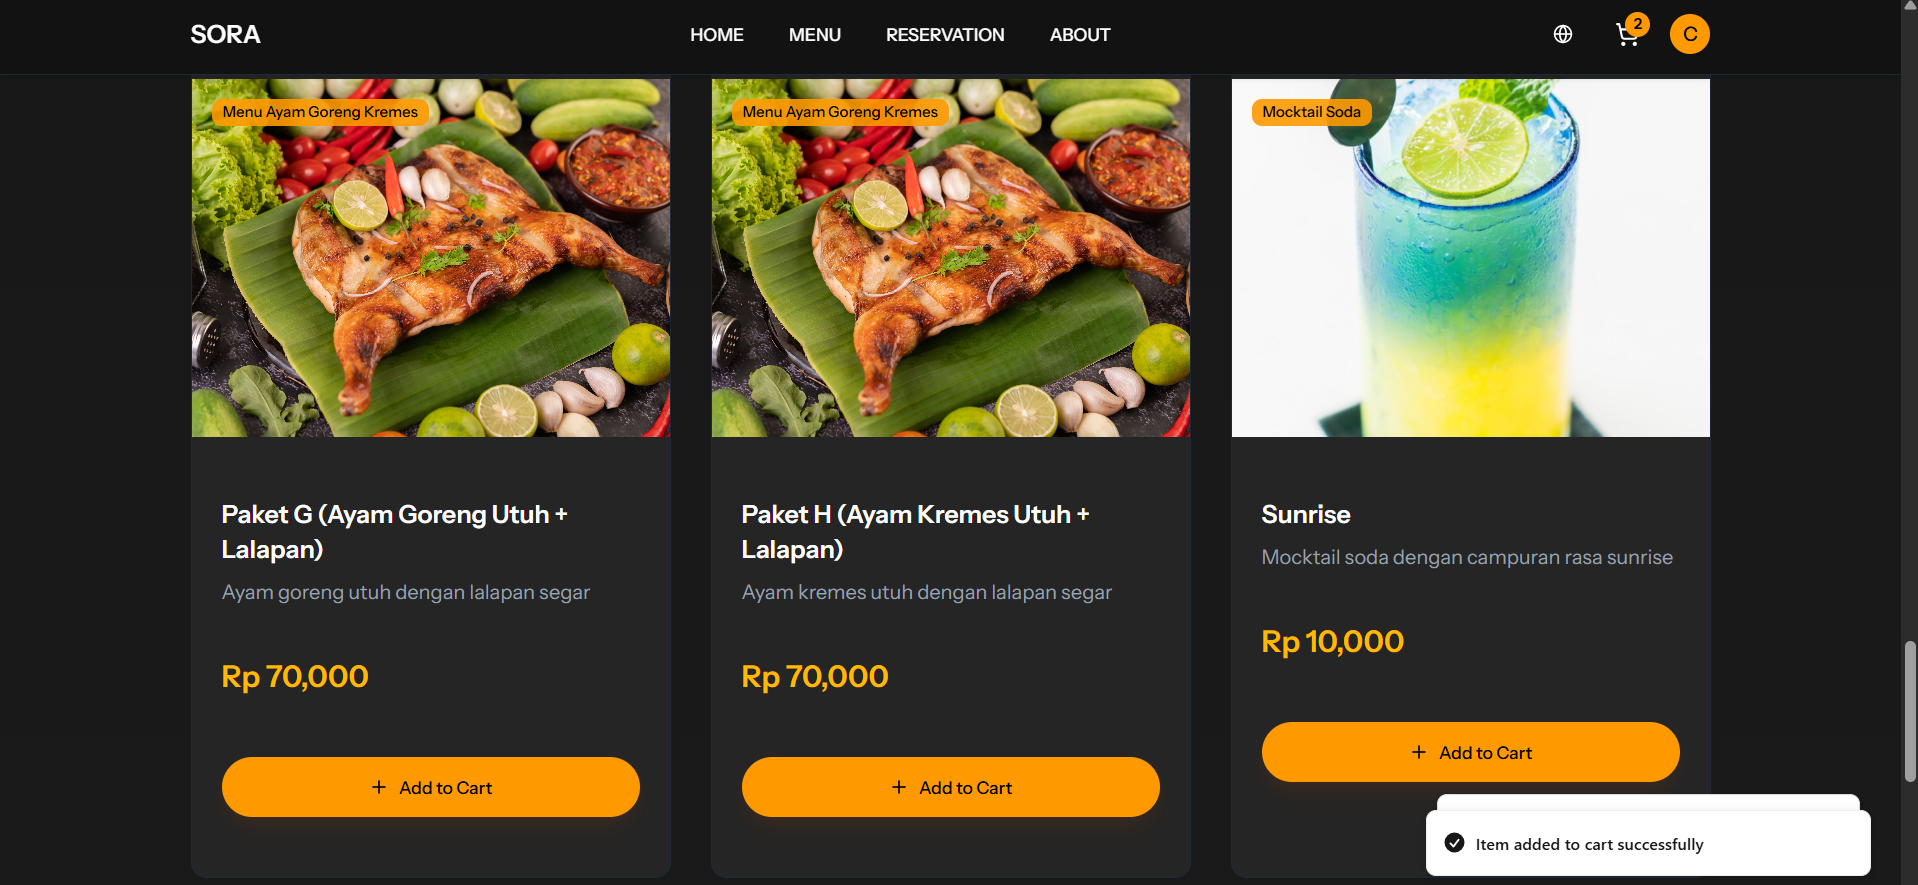 SORA
HOME
MENU
RESERVATION
ABOUT
2
C
Menu Ayam Goreng Kremes
Menu Ayam Goreng Kremes
Mocktail Soda
Paket G (Ayam Goreng Utuh +
Lalapan)
Ayam goreng utuh dengan lalapan segar
Rp 70,000
Add to Cart
Paket H (Ayam Kremes Utuh +
Lalapan)
Ayam kremes utuh dengan lalapan segar
Rp 70,000
Add to Cart
Sunrise
Mocktail soda dengan campuran rasa sunrise
Rp 10,000
Add to Cart
Item added to cart successfully